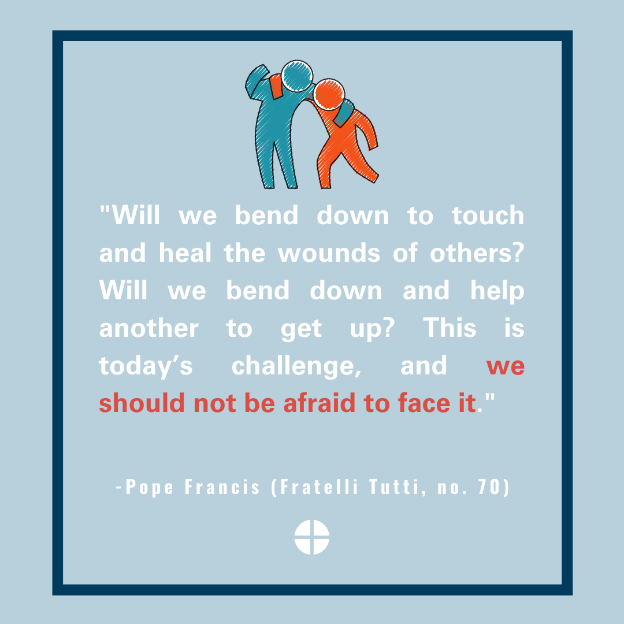 "Will we bend down to touch
and heal the wounds of others?
Will we bend down and help
another to get up? This is
today’s challenge, and we
should not be afraid to face it."
-Pope Francis (Fratelli Tutti, no. 70)